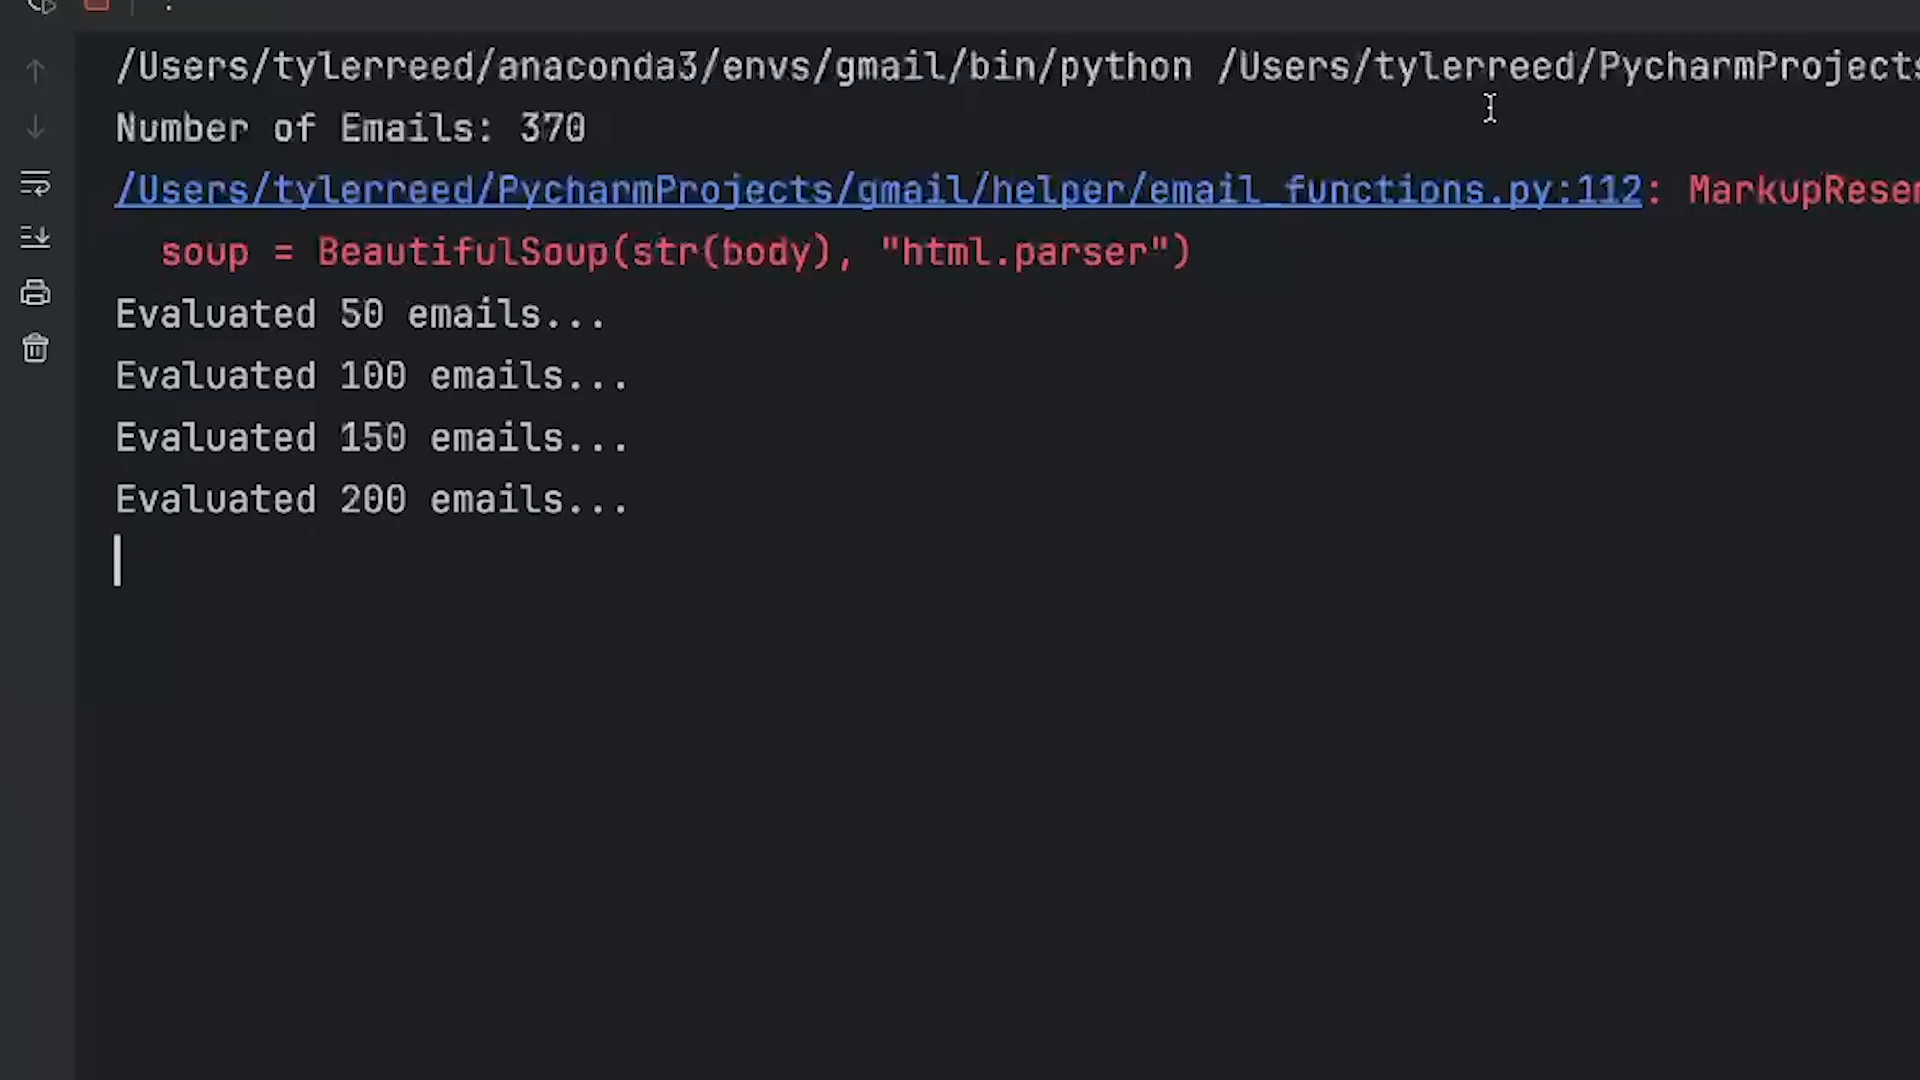 /Users/tylerreed/anaconda3/envs/gmail/bin/python /Users/tylerreed/PycharmProjects
Number of Emails: 370
/Users/tylerreed/PycharmProjects/gmail/helper/email_functions.py:112: MarkupReser
soup = BeautifulSoup(str(body), "html.parser")
Evaluated 50 emails...
Evaluated 100 emails...
Evaluated 150 emails...
Evaluated 200 emails...